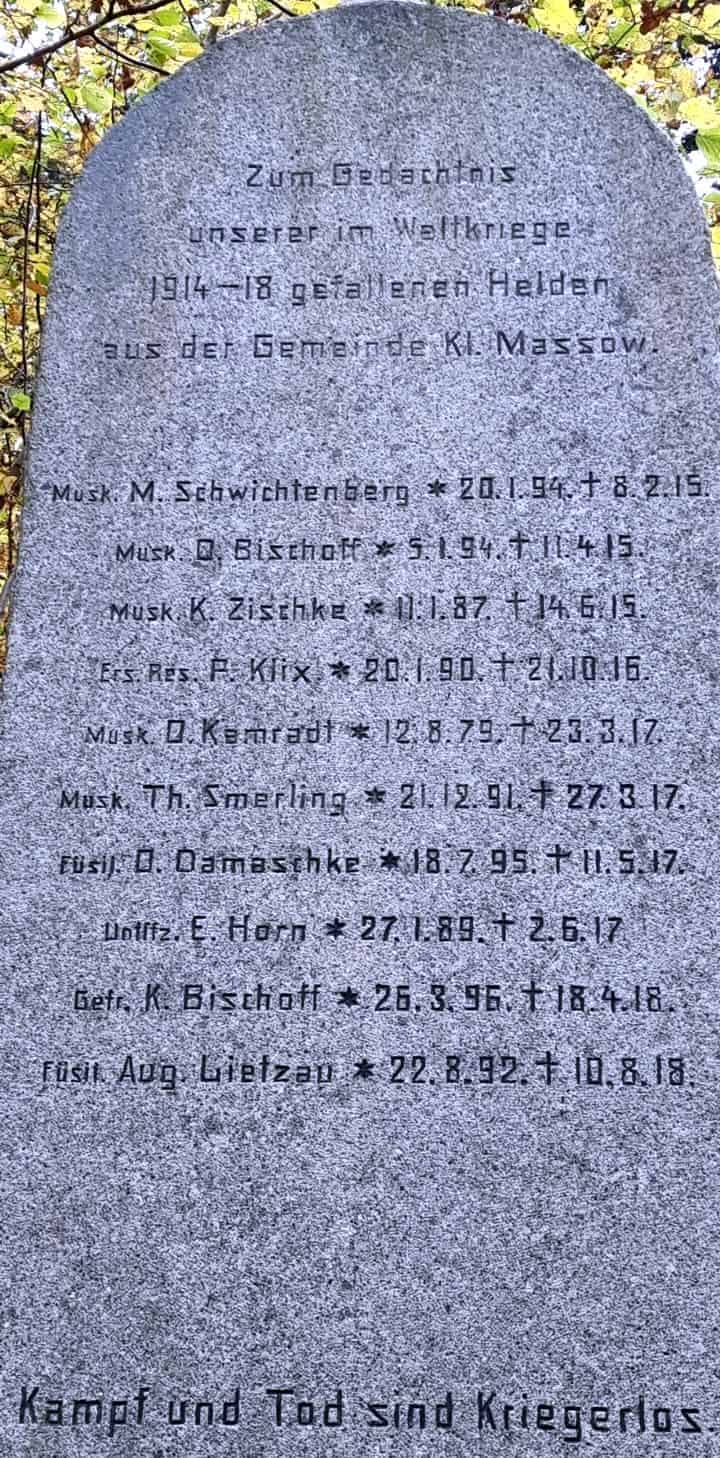 Zum Gedächtnis
unserer im Weltkriege
1914–18 gefallenen Helden
aus der Gemeinde Kl. Massow.
Musk. M. Schwichtenberg * 20.1.94. † 8.2.15.
Musk. O. Bischoff * 5.1.94. † 11.4.15.
Musk. K. Zischke * 11.1.87. † 14.6.15.
Ers. Res. P. Klix * 20.1.90. † 21.10.16.
Musk. O. Kamradt * 12.8.79. † 23.3.17.
Musk. Th. Smerling * 21.12.91. † 27.3.17.
Füsil. O. Damaschke * 18.7.95. † 11.5.17.
Untffz. E. Horn * 27.1.89. † 2.6.17
Gefr. K. Bischoff * 26.3.96. † 18.4.18.
Füsil. Aug. Lietzau * 22.8.92. † 10.8.18.
Kampf und Tod sind Kriegerlos.